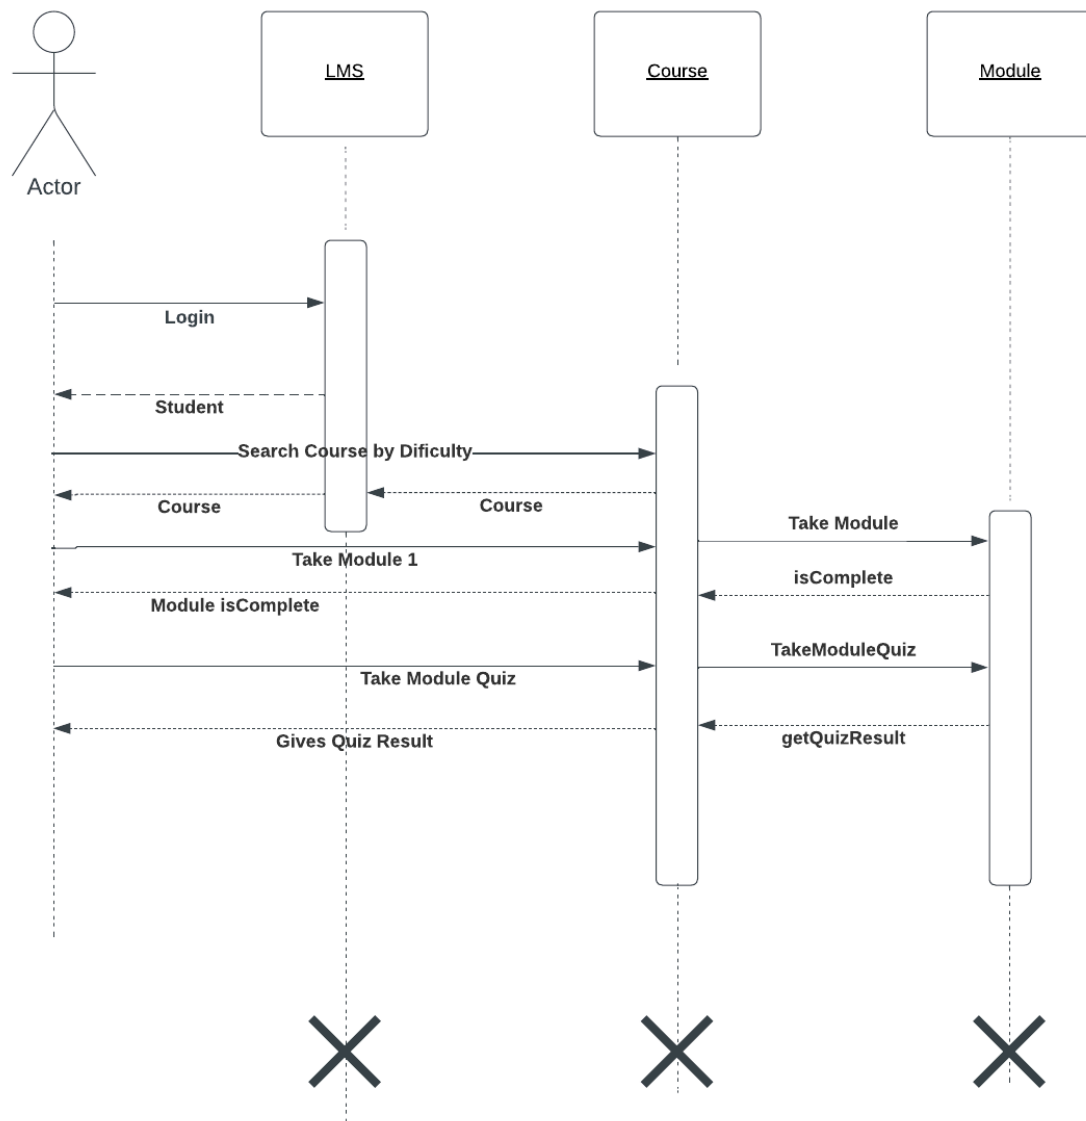 LMS
Course
Module
Actor
Login
Student
Search Course by Dificulty
Course
Course
Take Module
Take Module 1
isComplete
Module isComplete
TakeModuleQuiz
Take Module Quiz
getQuizResult
Gives Quiz Result